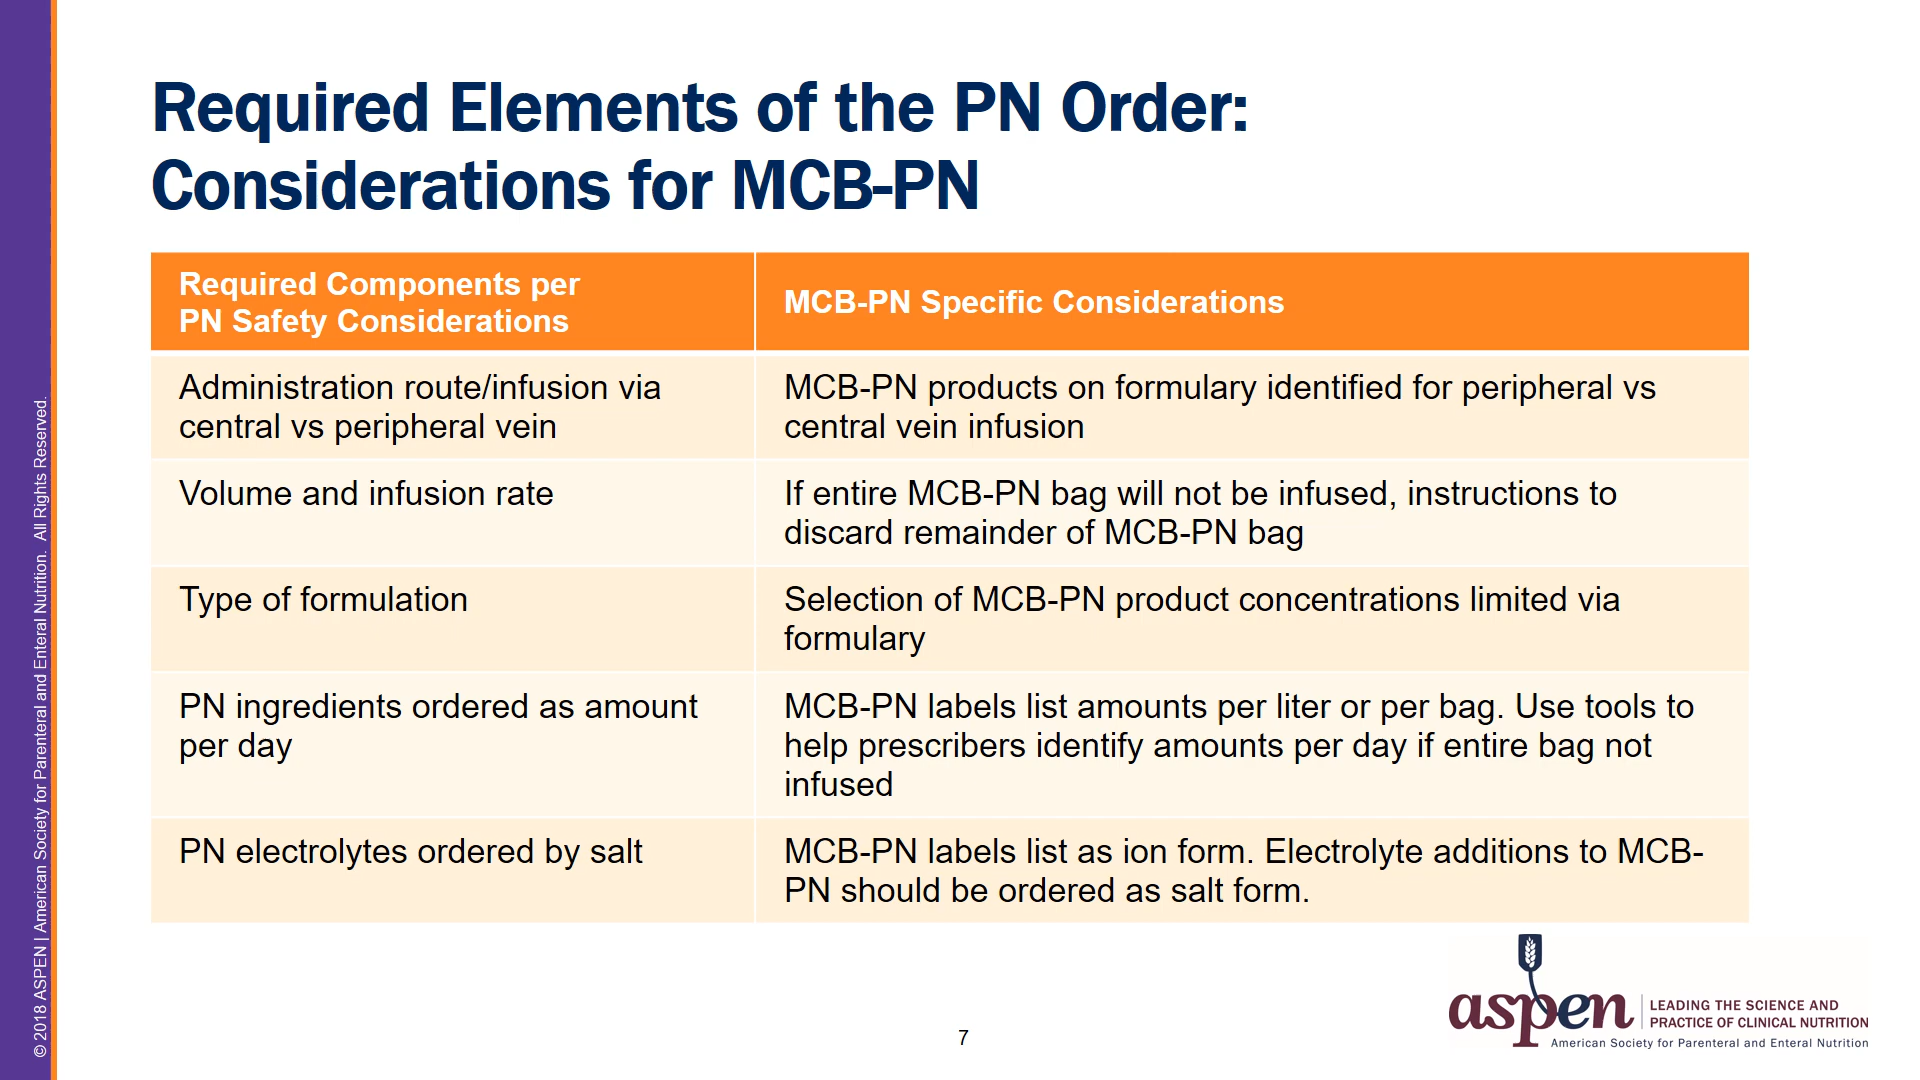 Required Elements of the PN Order:
Considerations for MCB-PN
Required Components per
PN Safety Considerations
MCB-PN Specific Considerations
Administration route/infusion via
central vs peripheral vein
MCB-PN products on formulary identified for peripheral vs
central vein infusion
Volume and infusion rate
If entire MCB-PN bag will not be infused, instructions to
discard remainder of MCB-PN bag
Type of formulation
Selection of MCB-PN product concentrations limited via
formulary
PN ingredients ordered as amount
per day
MCB-PN labels list amounts per liter or per bag. Use tools to
help prescribers identify amounts per day if entire bag not
infused
PN electrolytes ordered by salt
MCB-PN labels list as ion form. Electrolyte additions to MCB-
PN should be ordered as salt form.
© 2018 ASPEN | American Society for Parenteral and Enteral Nutrition. All Rights Reserved.
7
aspen
LEADING THE SCIENCE AND
PRACTICE OF CLINICAL NUTRITION
American Society for Parenteral and Enteral Nutrition